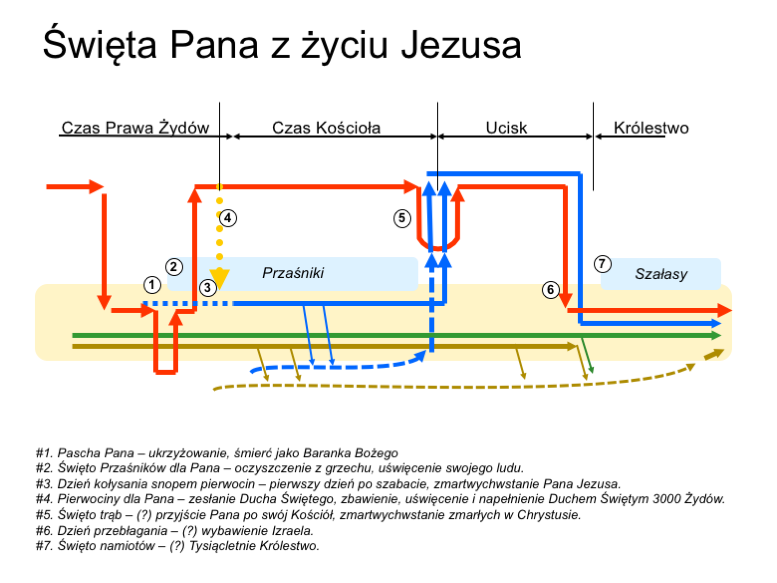 Święta Pana z życiu Jezusa
Czas Prawa Żydów
Czas Kościoła
Ucisk
Królestwo
4
5
2
1
3
Przaśniki
6
7
Szałasy
#1. Pascha Pana – ukrzyżowanie, śmierć jako Baranka Bożego
#2. Święto Przaśników dla Pana – oczyszczenie z grzechu, uświęcenie swojego ludu.
#3. Dzień kołysania snopem pierwocin – pierwszy dzień po szabacie, zmartwychwstanie Pana Jezusa.
#4. Pierwociny dla Pana – zesłanie Ducha Świętego, zbawienie, uświęcenie i napełnienie Duchem Świętym 3000 Żydów.
#5. Święto trąb – (?) przyjście Pana po swój Kościół, zmartwychwstanie zmarłych w Chrystusie.
#6. Dzień przebłagania – (?) wybawienie Izraela.
#7. Święto namiotów – (?) Tysiącletnie Królestwo.